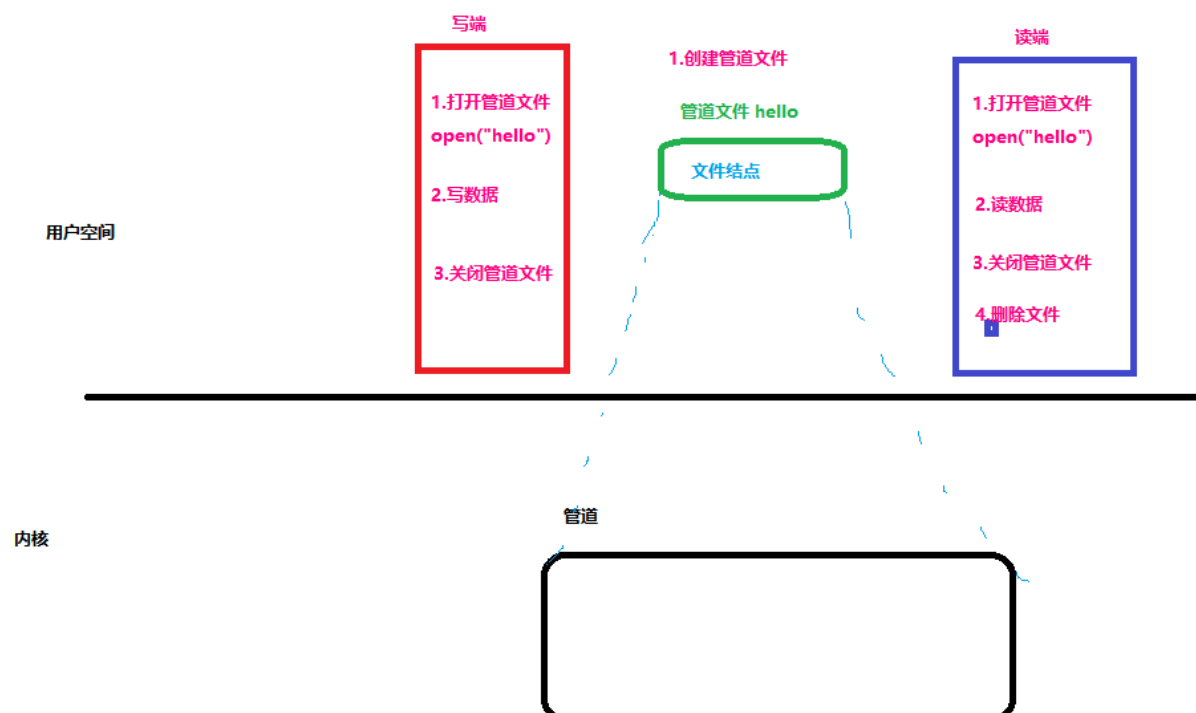 写端
1.打开管道文件
open("hello")
2.写数据
3.关闭管道文件
1.创建管道文件
管道文件 hello
文件结点
读端
1.打开管道文件
open("hello")
2.读数据
3.关闭管道文件
4.删除文件
用户空间
管道
内核